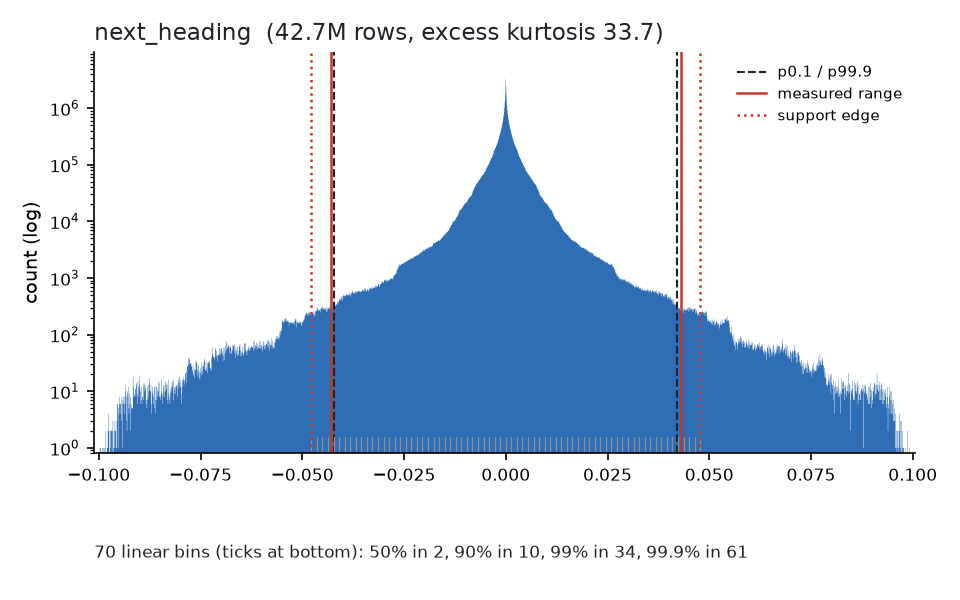 next_heading  (42.7M rows, excess kurtosis 33.7)
p0.1 / p99.9
measured range
support edge
count (log)
10⁶
10⁵
10⁴
10³
10²
10¹
10⁰
−0.100 −0.075 −0.050 −0.025 0.000 0.025 0.050 0.075 0.100
70 linear bins (ticks at bottom): 50% in 2, 90% in 10, 99% in 34, 99.9% in 61